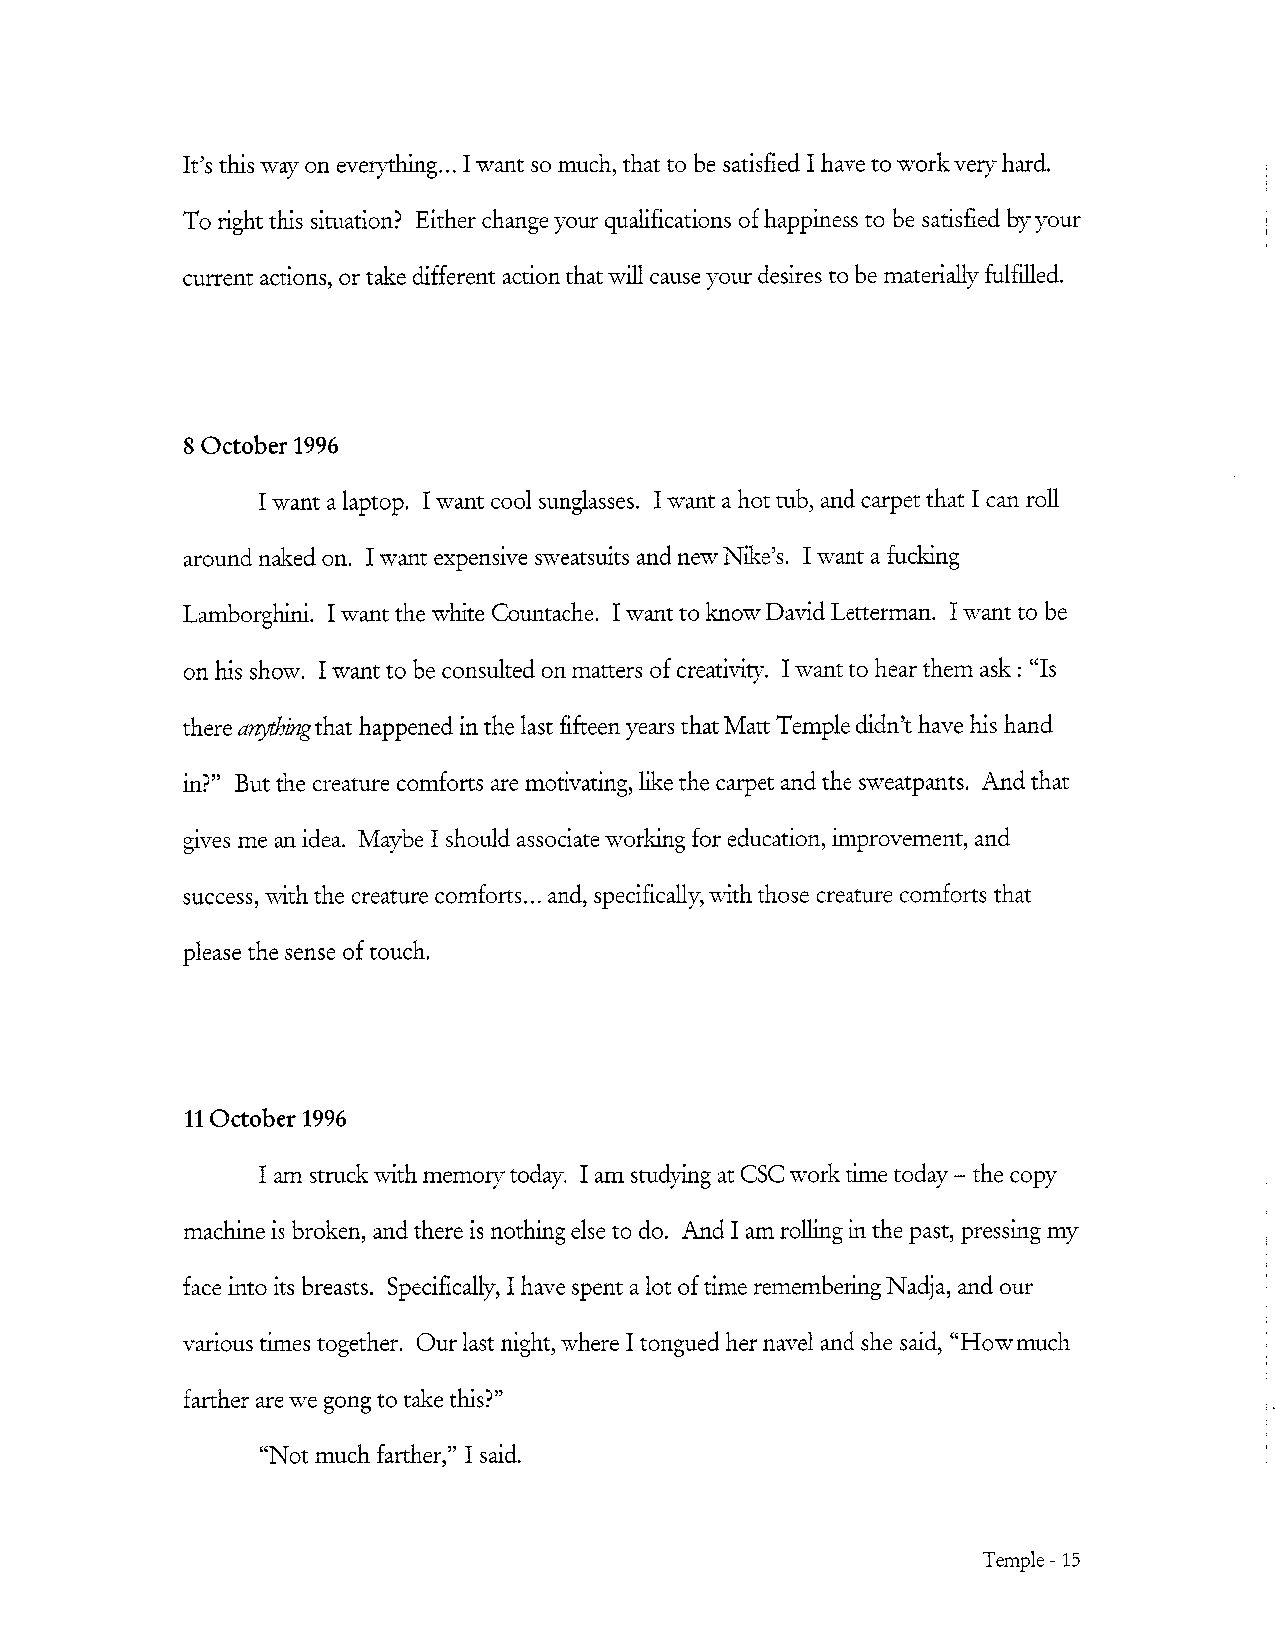 It's this way on everything... I want so much, that to be satisfied I have to work very hard.
To right this situation? Either change your qualifications of happiness to be satisfied by your
current actions, or take different action that will cause your desires to be materially fulfilled.
8 October 1996
I want a laptop. I want cool sunglasses. I want a hot tub, and carpet that I can roll
around naked on. I want expensive sweatsuits and new Nike's. I want a fucking
Lamborghini. I want the white Countache. I want to know David Letterman. I want to be
on his show. I want to be consulted on matters of creativity. I want to hear them ask : “Is
there anything that happened in the last fifteen years that Matt Temple didn't have his hand
in?” But the creature comforts are motivating, like the carpet and the sweatpants. And that
gives me an idea. Maybe I should associate working for education, improvement, and
success, with the creature comforts... and, specifically, with those creature comforts that
please the sense of touch.
11 October 1996
I am struck with memory today. I am studying at CSC work time today – the copy
machine is broken, and there is nothing else to do. And I am rolling in the past, pressing my
face into its breasts. Specifically, I have spent a lot of time remembering Nadja, and our
various times together. Our last night, where I tongued her navel and she said, “How much
farther are we gong to take this?”
“Not much farther,” I said.
Temple - 15